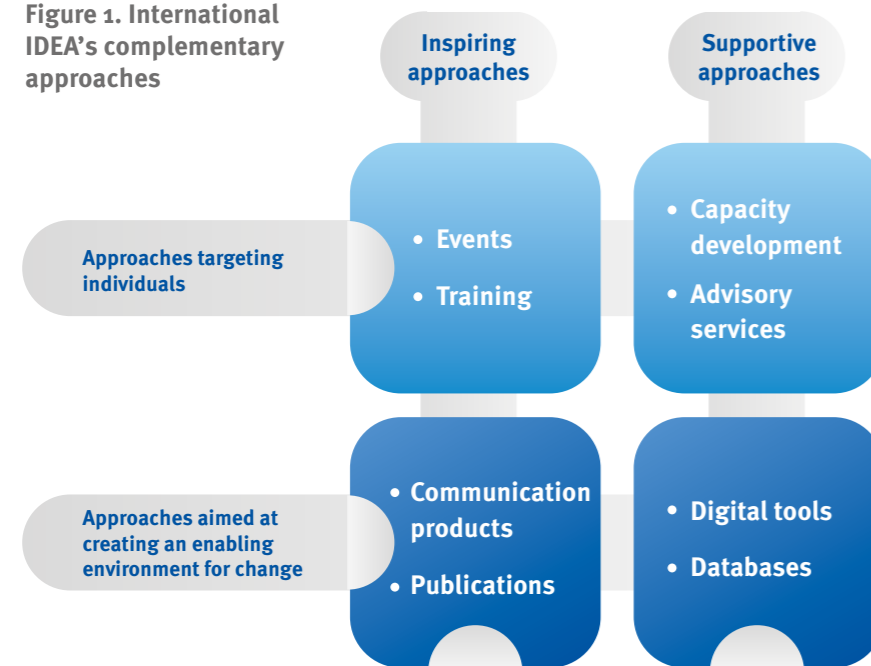 Figure 1. International
IDEA’s complementary
approaches
Inspiring
approaches
Supportive
approaches
Approaches targeting
individuals
• Events
• Training
• Capacity
development
• Advisory
services
Approaches aimed at
creating an enabling
environment for change
• Communication
products
• Publications
• Digital tools
• Databases